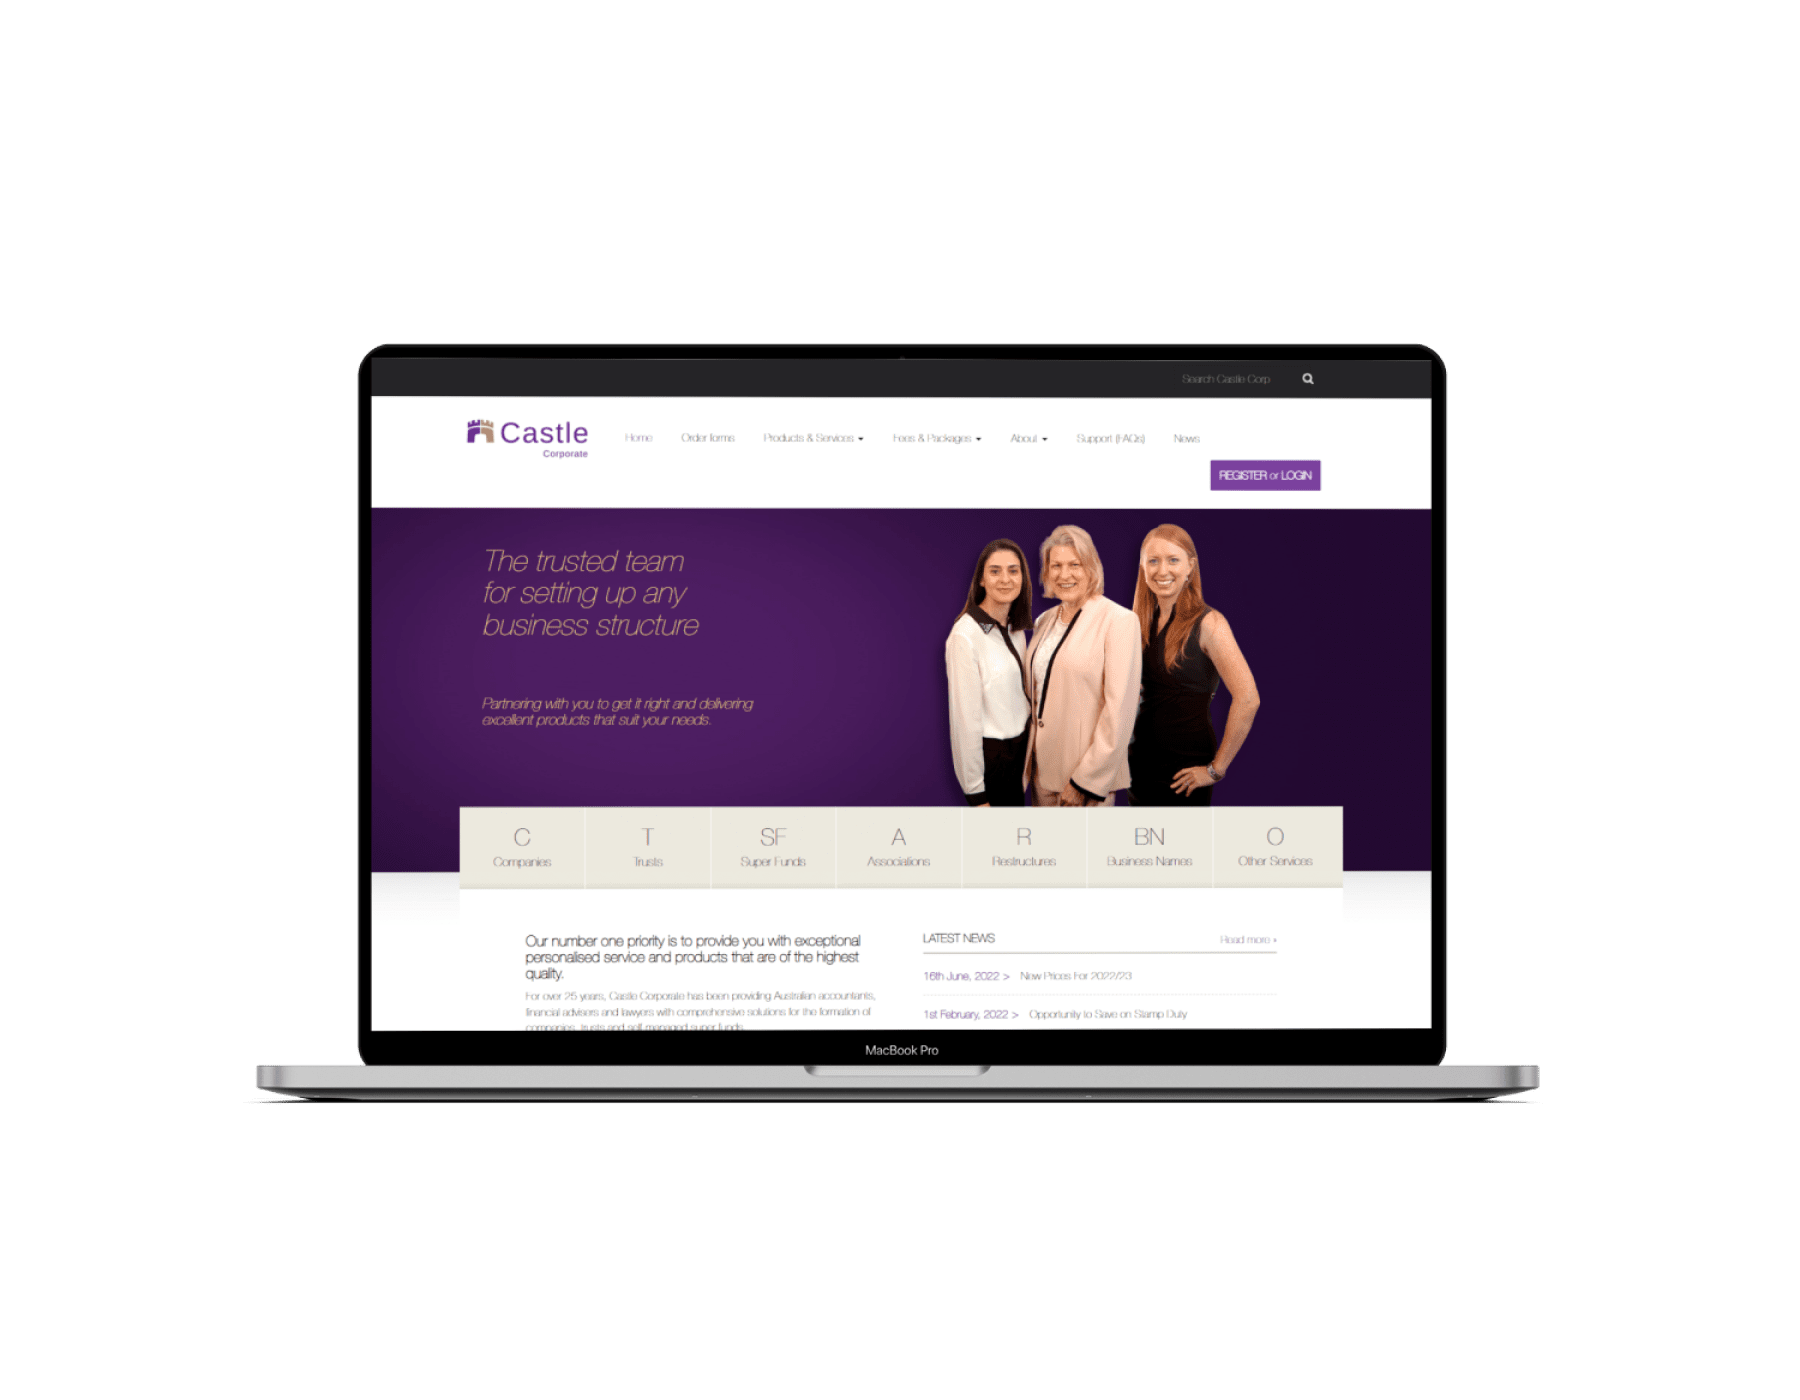 Search Castle Corp
Castle
Corporate
Home
Order forms
Products & Services
Fees & Packages
About
Support (FAQs)
News
REGISTER or LOGIN
The trusted team
for setting up any
business structure
Partnering with you to get it right and delivering
excellent products that suit your needs.
C
Companies
T
Trusts
SF
Super Funds
A
Associations
R
Restructures
BN
Business Names
O
Other Services
Our number one priority is to provide you with exceptional
personalised service and products that are of the highest
quality.
For over 25 years, Castle Corporate has been providing Australian accountants,
financial advisers and lawyers with comprehensive solutions for the formation of
companies, trusts and self managed super funds.
LATEST NEWS
Read more ›
16th June, 2022 > New Prices For 2022/23
1st February, 2022 > Opportunity to Save on Stamp Duty
MacBook Pro